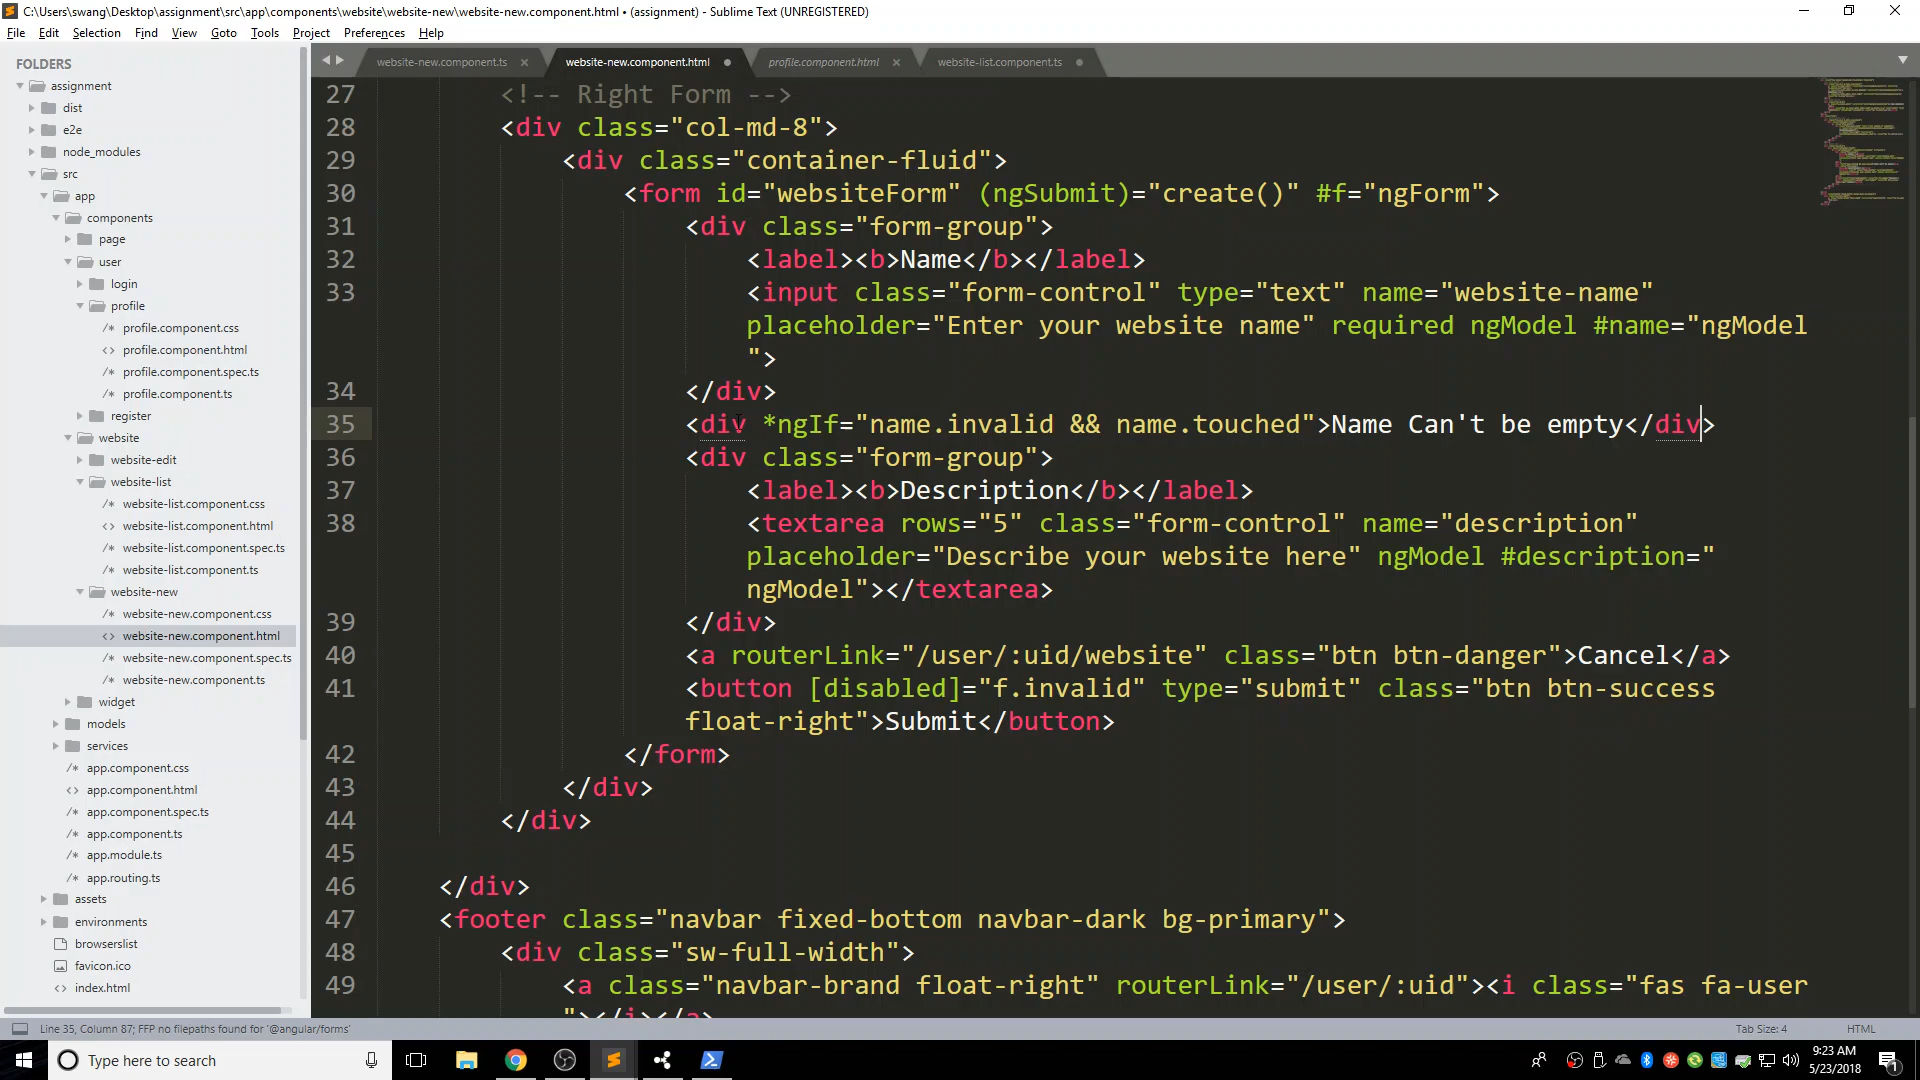 C:\Users\swang\Desktop\assignment\src\app\components\website\website-new\website-new.component.html • (assignment) - Sublime Text (UNREGISTERED)
File Edit Selection Find View Goto Tools Project Preferences Help
FOLDERS
assignment
dist
e2e
node_modules
src
app
components
page
user
login
profile
/* profile.component.css
<> profile.component.html
/* profile.component.spec.ts
/* profile.component.ts
register
website
website-edit
website-list
/* website-list.component.css
<> website-list.component.html
/* website-list.component.spec.ts
/* website-list.component.ts
website-new
/* website-new.component.css
<> website-new.component.html
/* website-new.component.spec.ts
/* website-new.component.ts
widget
models
services
/* app.component.css
<> app.component.html
/* app.component.spec.ts
/* app.component.ts
/* app.module.ts
/* app.routing.ts
assets
environments
browserslist
favicon.ico
<> index.html
website-new.component.ts × website-new.component.html • profile.component.html × website-list.component.ts •
27 <!-- Right Form -->
28 <div class="col-md-8">
29 <div class="container-fluid">
30 <form id="websiteForm" (ngSubmit)="create()" #f="ngForm">
31 <div class="form-group">
32 <label><b>Name</b></label>
33 <input class="form-control" type="text" name="website-name"
placeholder="Enter your website name" required ngModel #name="ngModel
">
34 </div>
35 <div *ngIf="name.invalid && name.touched">Name Can't be empty</div>
36 <div class="form-group">
37 <label><b>Description</b></label>
38 <textarea rows="5" class="form-control" name="description"
placeholder="Describe your website here" ngModel #description="
ngModel"></textarea>
39 </div>
40 <a routerLink="/user/:uid/website" class="btn btn-danger">Cancel</a>
41 <button [disabled]="f.invalid" type="submit" class="btn btn-success
float-right">Submit</button>
42 </form>
43 </div>
44 </div>
45
46 </div>
47 <footer class="navbar fixed-bottom navbar-dark bg-primary">
48 <div class="sw-full-width">
49 <a class="navbar-brand float-right" routerLink="/user/:uid"><i class="fas fa-user
"></i></a>
Line 35, Column 87; FFP no filepaths found for '@angular/forms'
Tab Size: 4 HTML
Type here to search
9:23 AM
5/23/2018
1